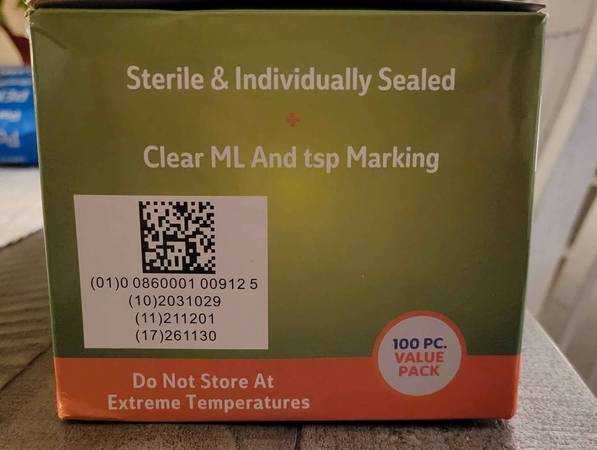 Sterile & Individually Sealed
+
Clear ML And tsp Marking
(01)0 0860001 00912 5
(10)2031029
(11)211201
(17)261130
100 PC.
VALUE
PACK
Do Not Store At
Extreme Temperatures